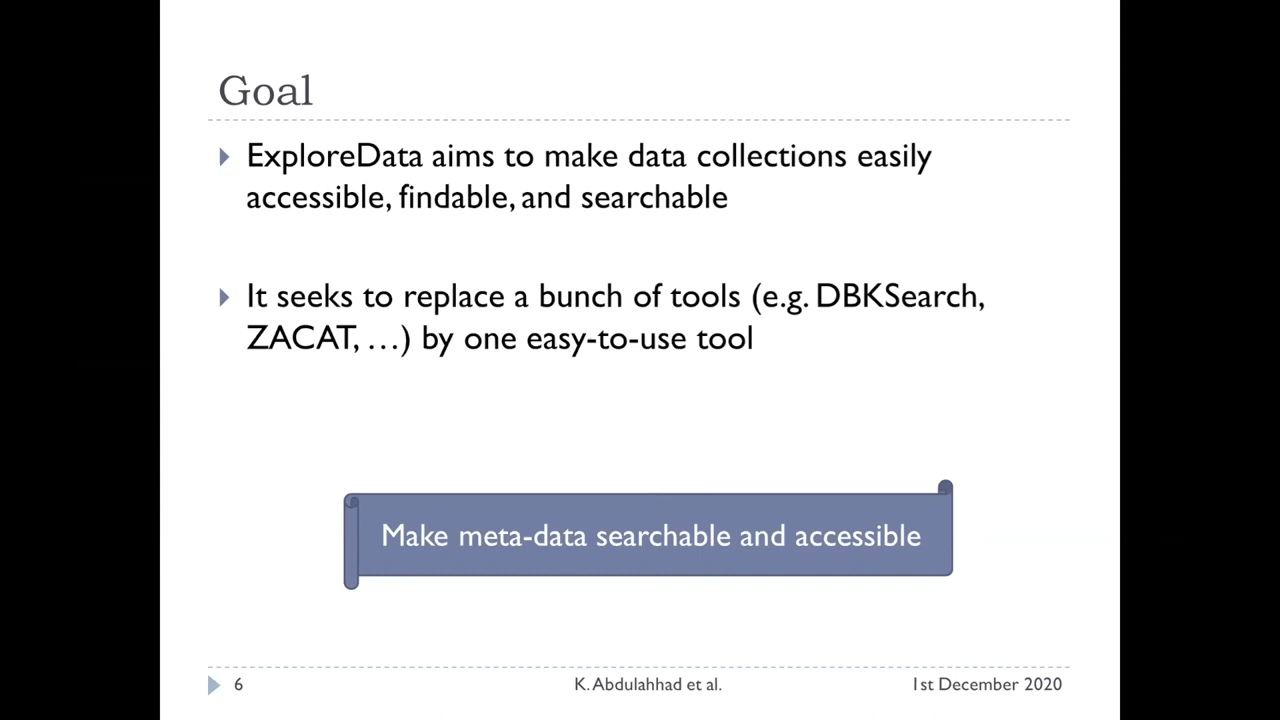 Goal
ExploreData aims to make data collections easily
accessible, findable, and searchable
It seeks to replace a bunch of tools (e.g. DBKSearch,
ZACAT, …) by one easy-to-use tool
Make meta-data searchable and accessible
6
K. Abdulahhad et al.
1st December 2020